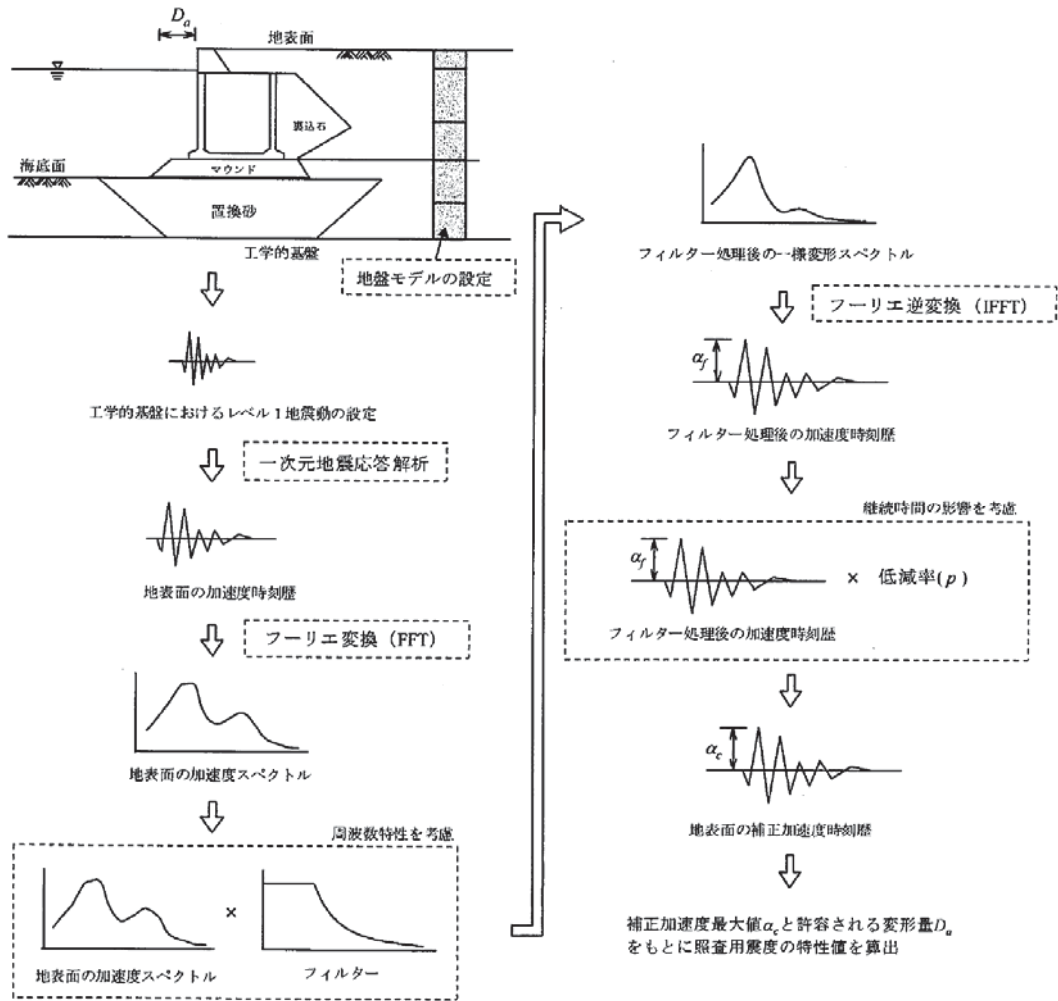 D_a
地表面
裏込石
海底面
マウンド
置換砂
工学的基盤
地盤モデルの設定
工学的基盤におけるレベル1地震動の設定
一次元地震応答解析
地表面の加速度時刻歴
フーリエ変換（FFT）
地表面の加速度スペクトル
周波数特性を考慮
×
地表面の加速度スペクトル
フィルター
フィルター処理後の一様変形スペクトル
フーリエ逆変換（IFFT）
α_f
フィルター処理後の加速度時刻歴
継続時間の影響を考慮
α_f
× 低減率(p)
フィルター処理後の加速度時刻歴
α_c
地表面の補正加速度時刻歴
補正加速度最大値α_cと許容される変形量D_a
をもとに照査用震度の特性値を算出